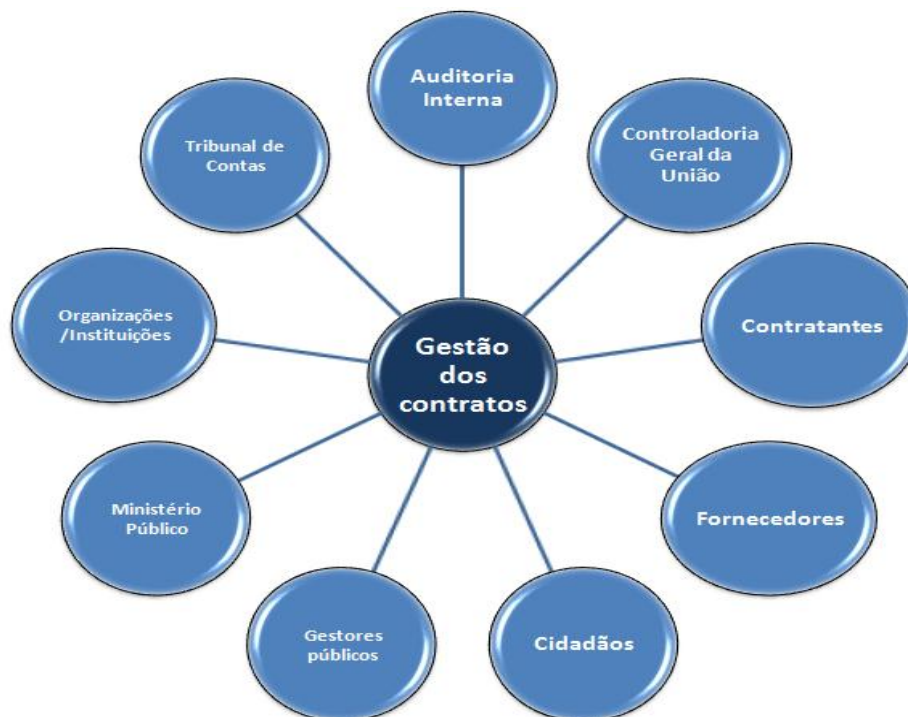 Auditoria
Interna
Controladoria
Geral da
União
Contratantes
Fornecedores
Cidadãos
Gestores
públicos
Ministério
Público
Organizações
/Instituições
Tribunal de
Contas
Gestão
dos
contratos